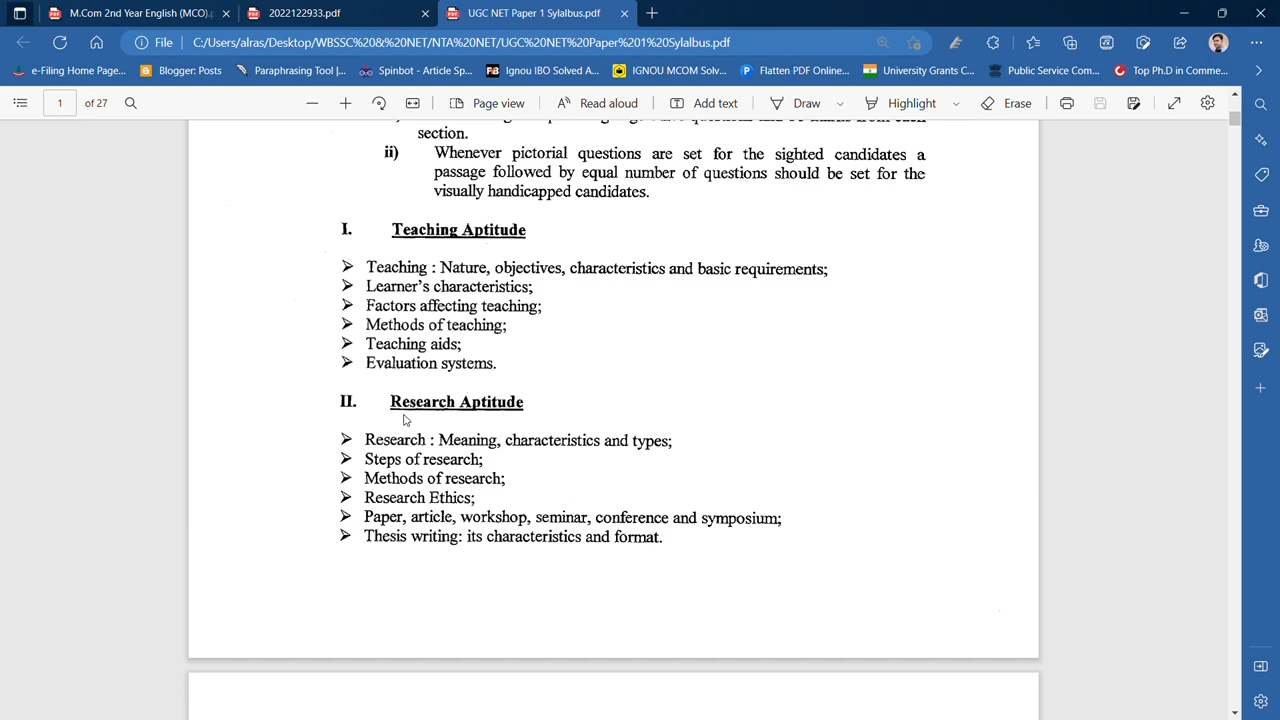 M.Com 2nd Year English (MCO).p
2022122933.pdf
UGC NET Paper 1 Sylalbus.pdf
File
C:/Users/alras/Desktop/WBSSC%20&%20NET/NTA%20NET/UGC%20NET%20Paper%201%20Sylalbus.pdf
e-Filing Home Page...
Blogger: Posts
Paraphrasing Tool |...
Spinbot - Article Sp...
Ignou IBO Solved A...
IGNOU MCOM Solv...
Flatten PDF Online...
University Grants C...
Public Service Com...
Top Ph.D in Comme...
1 of 27
Page view
Read aloud
Add text
Draw
Highlight
Erase
section.
ii) Whenever pictorial questions are set for the sighted candidates a
passage followed by equal number of questions should be set for the
visually handicapped candidates.
I. Teaching Aptitude
➢ Teaching : Nature, objectives, characteristics and basic requirements;
➢ Learner's characteristics;
➢ Factors affecting teaching;
➢ Methods of teaching;
➢ Teaching aids;
➢ Evaluation systems.
II. Research Aptitude
➢ Research : Meaning, characteristics and types;
➢ Steps of research;
➢ Methods of research;
➢ Research Ethics;
➢ Paper, article, workshop, seminar, conference and symposium;
➢ Thesis writing: its characteristics and format.